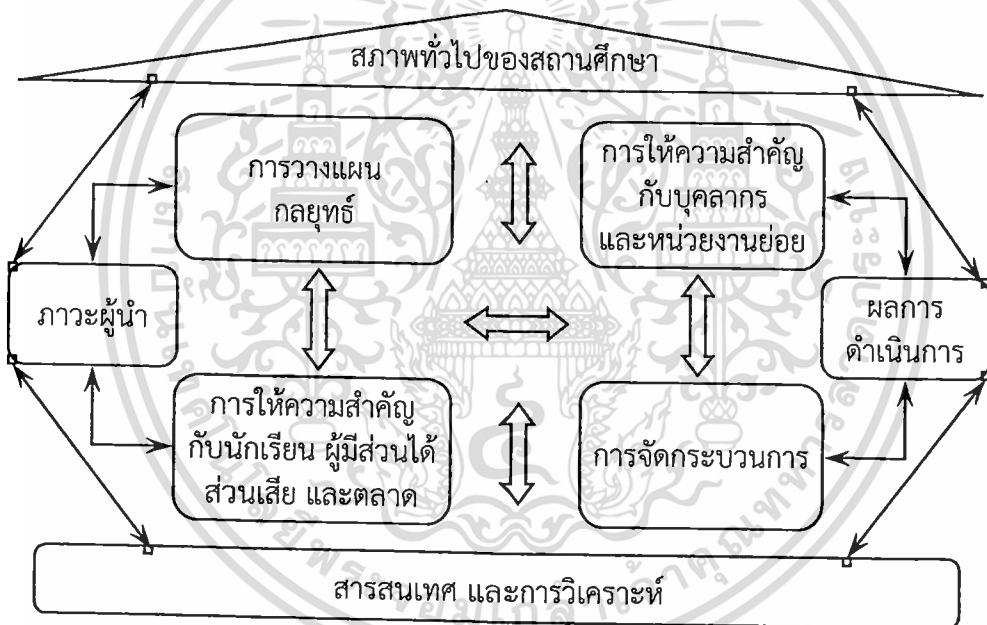 สภาพทั่วไปของสถานศึกษา
การวางแผน
กลยุทธ์
การให้ความสำคัญ
กับบุคลากร
และหน่วยงานย่อย
ภาวะผู้นำ
ผลการ
ดำเนินการ
การให้ความสำคัญ
กับนักเรียน ผู้มีส่วนได้
ส่วนเสีย และตลาด
การจัดกระบวนการ
สารสนเทศ และการวิเคราะห์